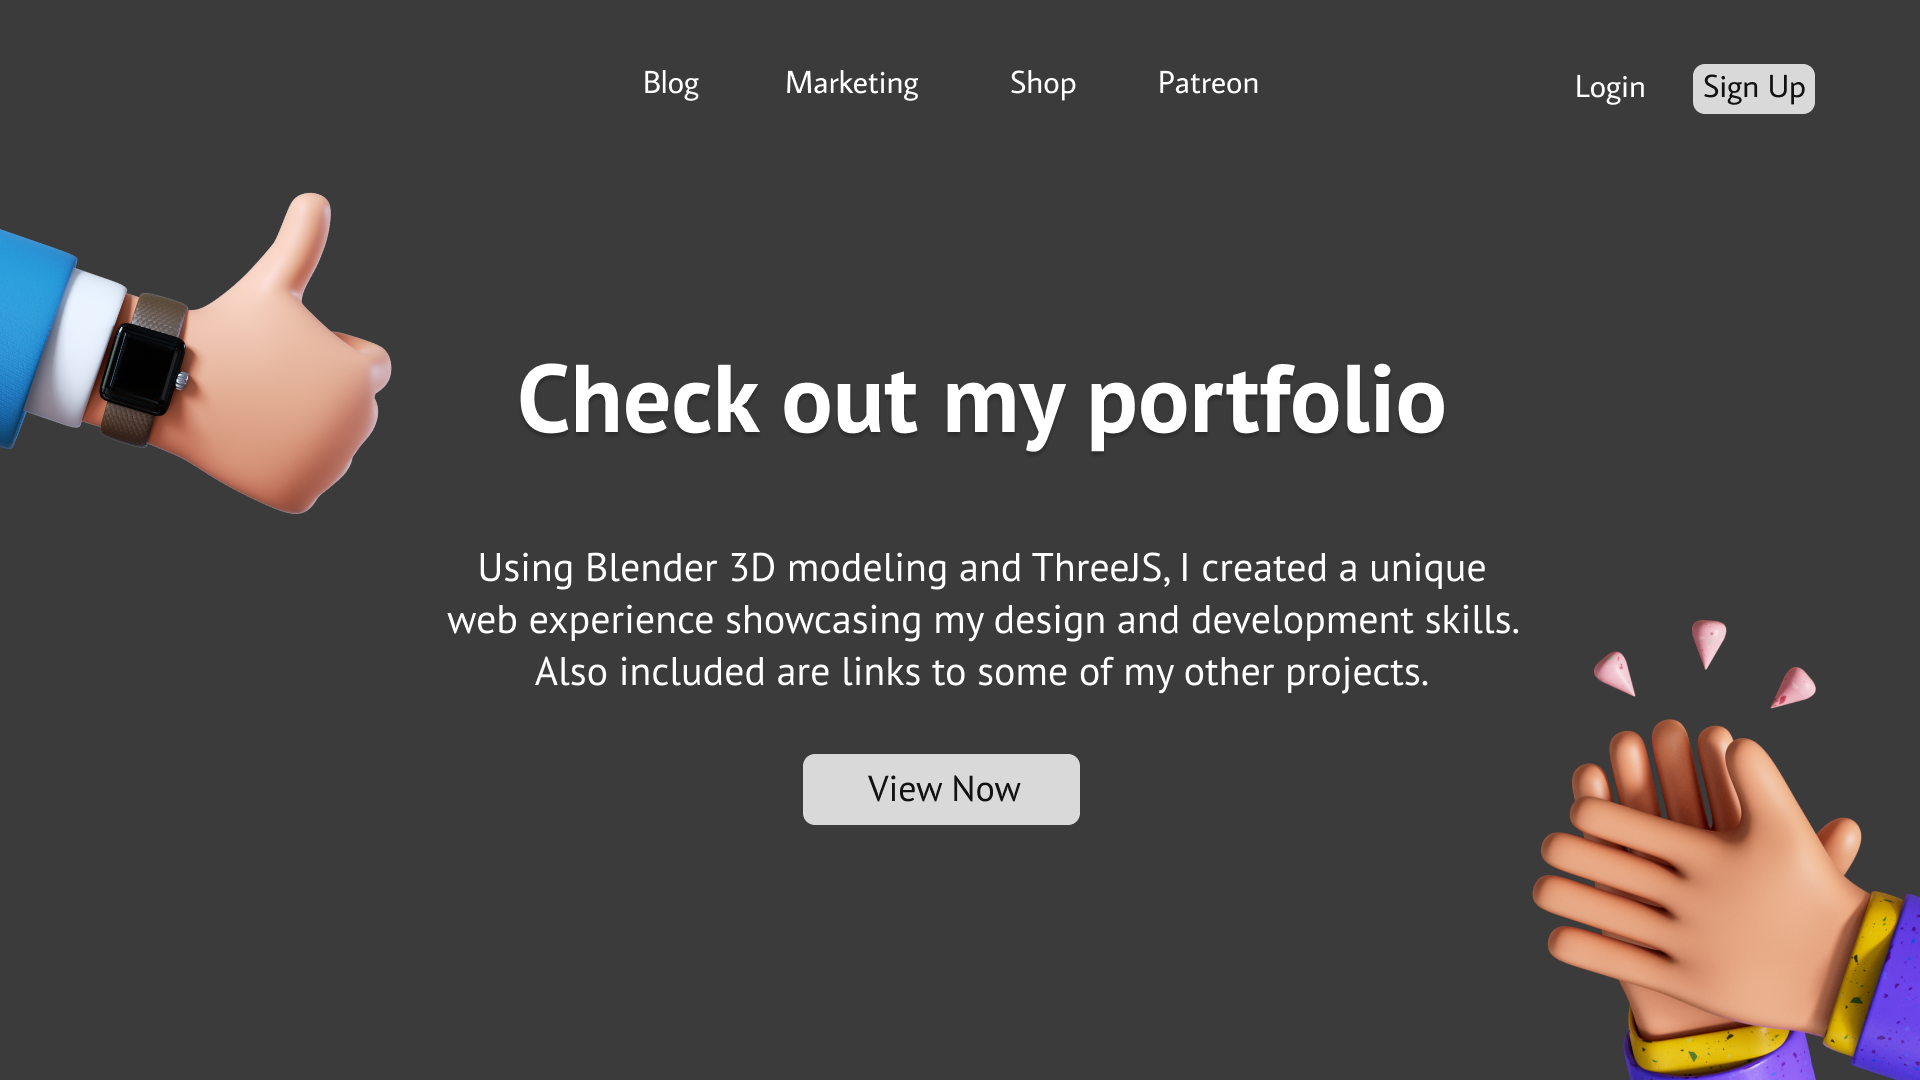 Blog Marketing Shop Patreon Login Sign Up
Check out my portfolio
Using Blender 3D modeling and ThreeJS, I created a unique
web experience showcasing my design and development skills.
Also included are links to some of my other projects.
View Now